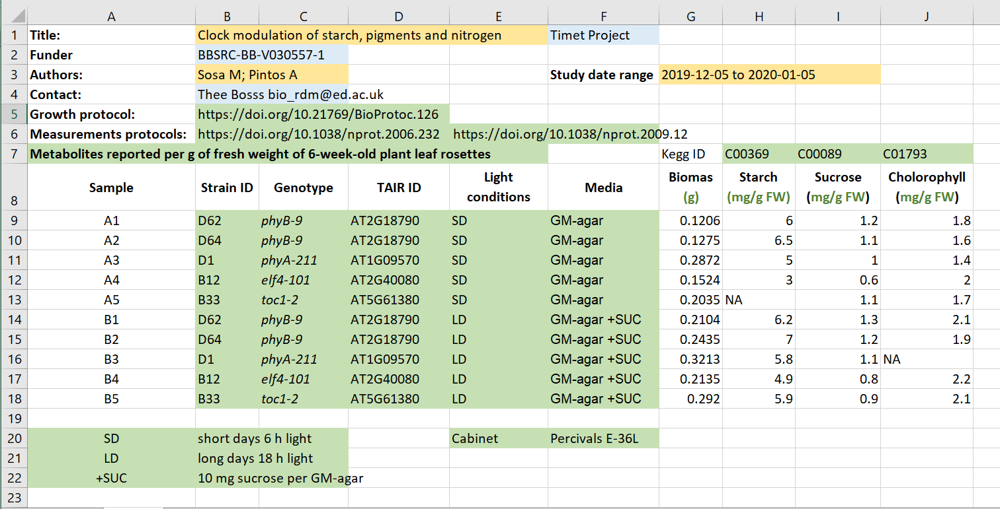 A B C D E F G H I J
1 Title: Clock modulation of starch, pigments and nitrogen Timet Project
2 Funder BBSRC-BB-V030557-1
3 Authors: Sosa M; Pintos A Study date range 2019-12-05 to 2020-01-05
4 Contact: Thee Bosss bio_rdm@ed.ac.uk
5 Growth protocol: https://doi.org/10.21769/BioProtoc.126
6 Measurements protocols: https://doi.org/10.1038/nprot.2006.232 https://doi.org/10.1038/nprot.2009.12
7 Metabolites reported per g of fresh weight of 6-week-old plant leaf rosettes Kegg ID C00369 C00089 C01793
8 Sample Strain ID Genotype TAIR ID Light conditions Media Biomas (g) Starch (mg/g FW) Sucrose (mg/g FW) Cholorophyll (mg/g FW)
9 A1 D62 phyB-9 AT2G18790 SD GM-agar 0.1206 6 1.2 1.8
10 A2 D64 phyB-9 AT2G18790 SD GM-agar 0.1275 6.5 1.1 1.6
11 A3 D1 phyA-211 AT1G09570 SD GM-agar 0.2872 5 1 1.4
12 A4 B12 elf4-101 AT2G40080 SD GM-agar 0.1524 3 0.6 2
13 A5 B33 toc1-2 AT5G61380 SD GM-agar 0.2035 NA 1.1 1.7
14 B1 D62 phyB-9 AT2G18790 LD GM-agar +SUC 0.2104 6.2 1.3 2.1
15 B2 D64 phyB-9 AT2G18790 LD GM-agar +SUC 0.2435 7 1.2 1.9
16 B3 D1 phyA-211 AT1G09570 LD GM-agar +SUC 0.3213 5.8 1.1 NA
17 B4 B12 elf4-101 AT2G40080 LD GM-agar +SUC 0.2135 4.9 0.8 2.2
18 B5 B33 toc1-2 AT5G61380 LD GM-agar +SUC 0.292 5.9 0.9 2.1
19
20 SD short days 6 h light Cabinet Percivals E-36L
21 LD long days 18 h light
22 +SUC 10 mg sucrose per GM-agar
23